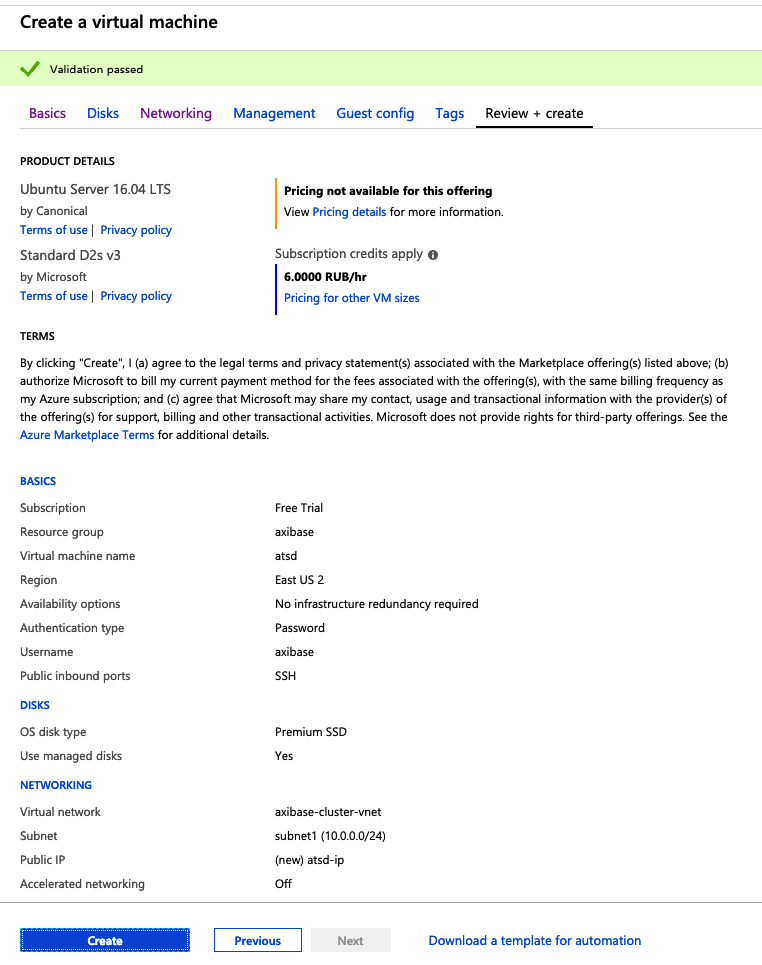 Create a virtual machine
Validation passed
Basics Disks Networking Management Guest config Tags Review + create
PRODUCT DETAILS
Ubuntu Server 16.04 LTS
by Canonical
Terms of use | Privacy policy
Pricing not available for this offering
View Pricing details for more information.
Standard D2s v3
by Microsoft
Terms of use | Privacy policy
Subscription credits apply
6.0000 RUB/hr
Pricing for other VM sizes
TERMS
By clicking "Create", I (a) agree to the legal terms and privacy statement(s) associated with the Marketplace offering(s) listed above; (b)
authorize Microsoft to bill my current payment method for the fees associated with the offering(s), with the same billing frequency as
my Azure subscription; and (c) agree that Microsoft may share my contact, usage and transactional information with the provider(s) of
the offering(s) for support, billing and other transactional activities. Microsoft does not provide rights for third-party offerings. See the
Azure Marketplace Terms for additional details.
BASICS
Subscription Free Trial
Resource group axibase
Virtual machine name atsd
Region East US 2
Availability options No infrastructure redundancy required
Authentication type Password
Username axibase
Public inbound ports SSH
DISKS
OS disk type Premium SSD
Use managed disks Yes
NETWORKING
Virtual network axibase-cluster-vnet
Subnet subnet1 (10.0.0.0/24)
Public IP (new) atsd-ip
Accelerated networking Off
Create Previous Next Download a template for automation